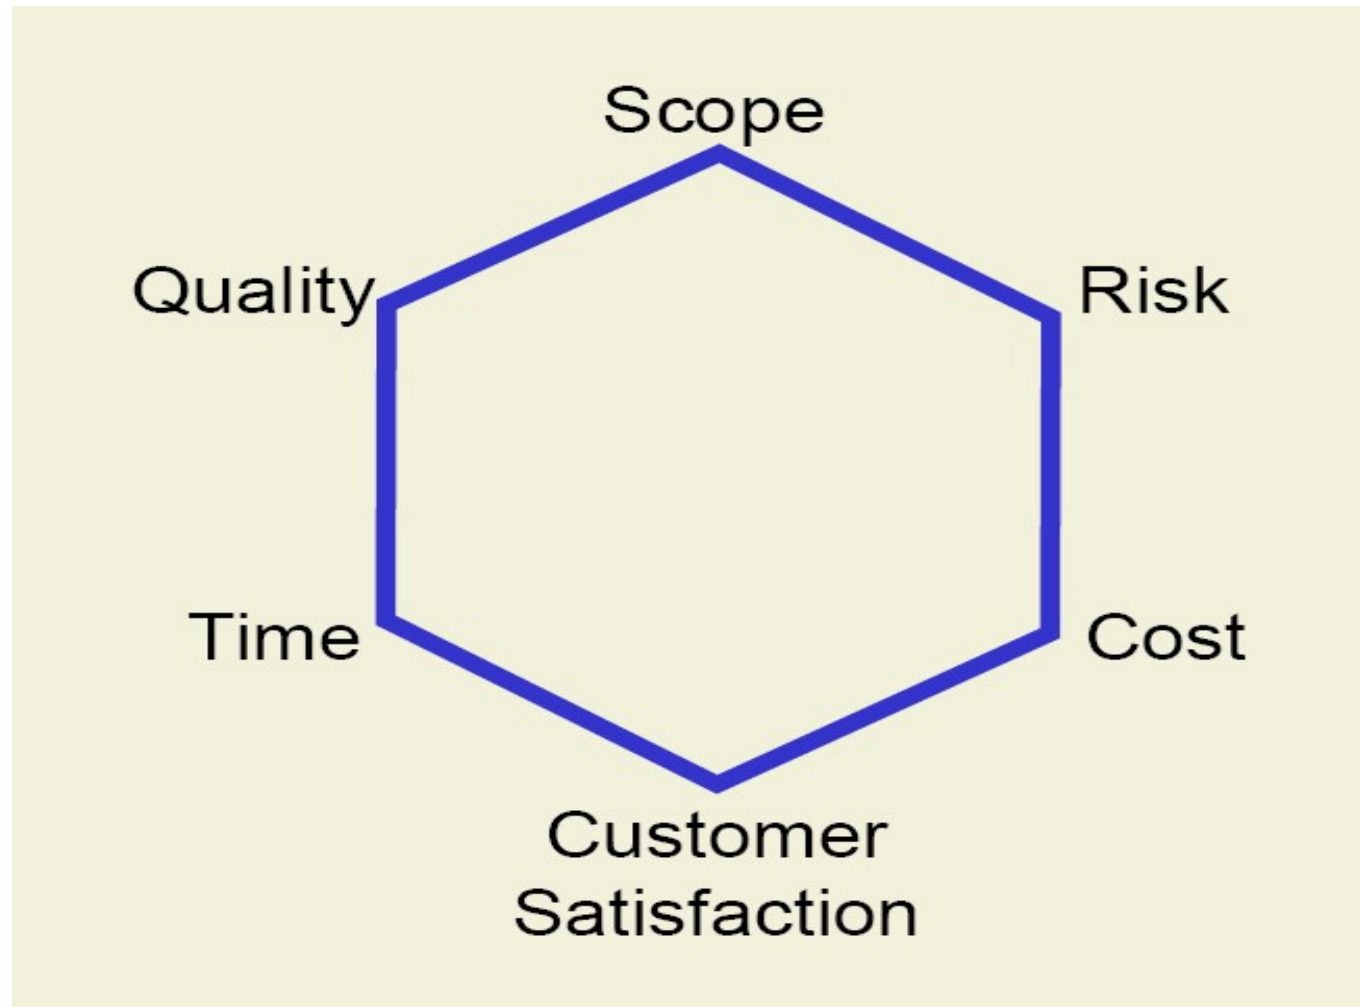 Scope
Quality
Risk
Time
Cost
Customer
Satisfaction